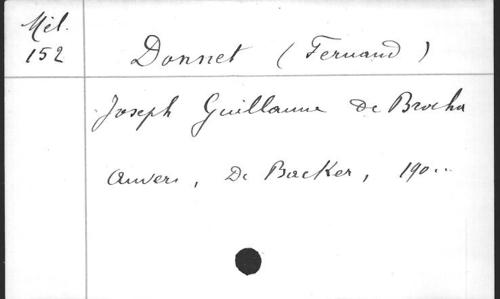 Mél.
152
Donnet (Fernand)
Joseph Guillaume de Brocha
Anvers, De Backer, 190...